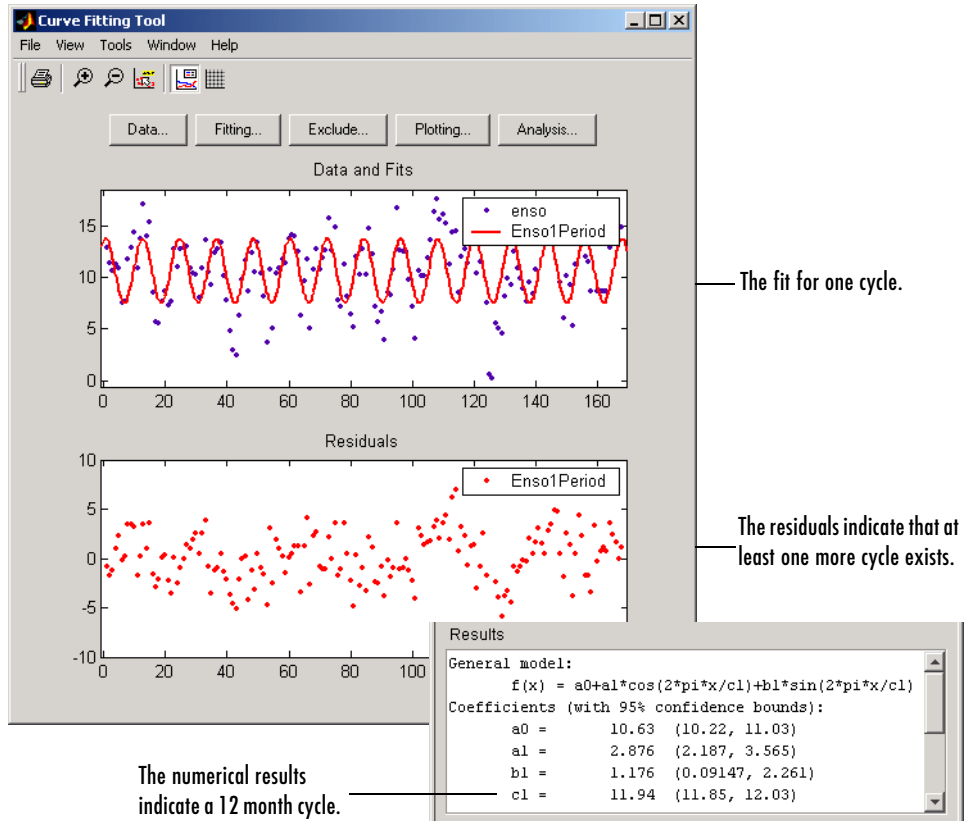 Curve Fitting Tool
File View Tools Window Help
Data... Fitting... Exclude... Plotting... Analysis...
Data and Fits
enso
Enso1Period
15
10
5
0
0 20 40 60 80 100 120 140 160
The fit for one cycle.
Residuals
Enso1Period
10
5
0
-5
-10
0 20 40 60 80 100
The residuals indicate that at
least one more cycle exists.
Results
General model:
f(x) = a0+a1*cos(2*pi*x/c1)+b1*sin(2*pi*x/c1)
Coefficients (with 95% confidence bounds):
a0 = 10.63 (10.22, 11.03)
a1 = 2.876 (2.187, 3.565)
b1 = 1.176 (0.09147, 2.261)
c1 = 11.94 (11.85, 12.03)
The numerical results
indicate a 12 month cycle.